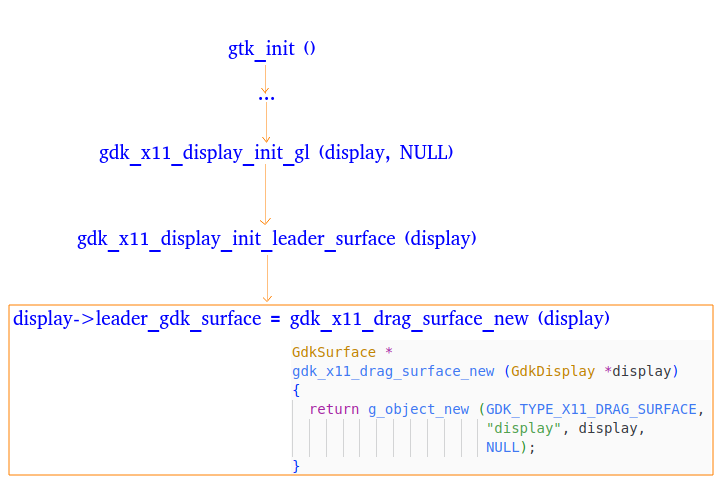 gtk_init ()
...
gdk_x11_display_init_gl (display, NULL)
gdk_x11_display_init_leader_surface (display)
display->leader_gdk_surface = gdk_x11_drag_surface_new (display)
GdkSurface *
gdk_x11_drag_surface_new (GdkDisplay *display)
{
return g_object_new (GDK_TYPE_X11_DRAG_SURFACE,
"display", display,
NULL);
}